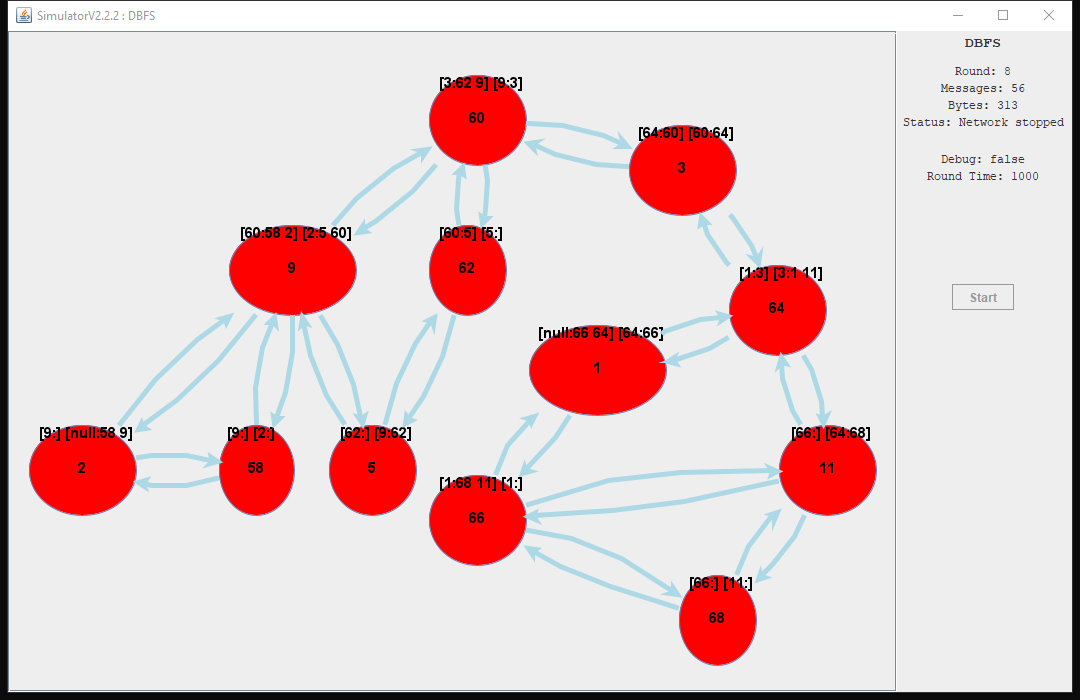 SimulatorV2.2.2 : DBFS
DBFS
Round: 8
Messages: 56
Bytes: 313
Status: Network stopped
Debug: false
Round Time: 1000
Start
[3:62 9] [9:3]
60
[64:60] [60:64]
3
[60:58 2] [2:5 60]
9
[60:5] [5:]
62
[1:3] [3:1 11]
64
[null:66 64] [64:66]
1
[9:] [null:58 9]
2
[9:] [2:]
58
[62:] [9:62]
5
[66:] [64:68]
11
[1:68 11] [1:]
66
[66:] [11:]
68